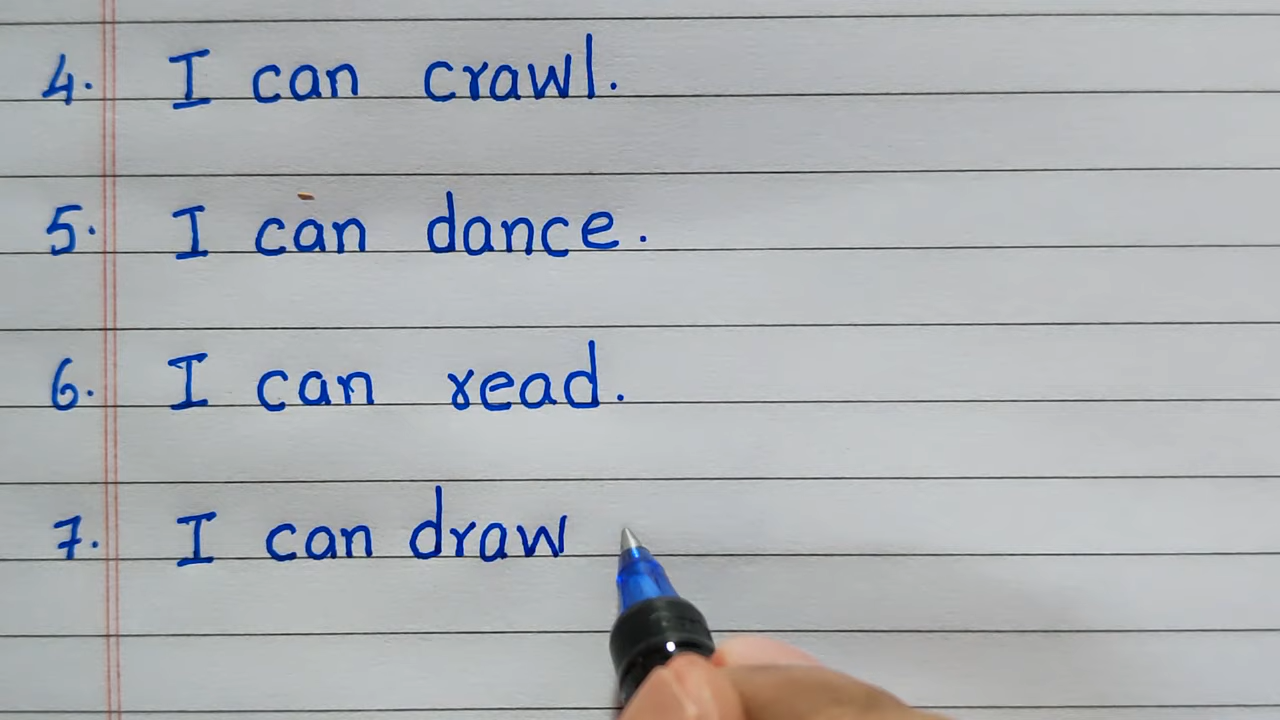 4. I can crawl.
5. I can dance.
6. I can read.
7. I can draw